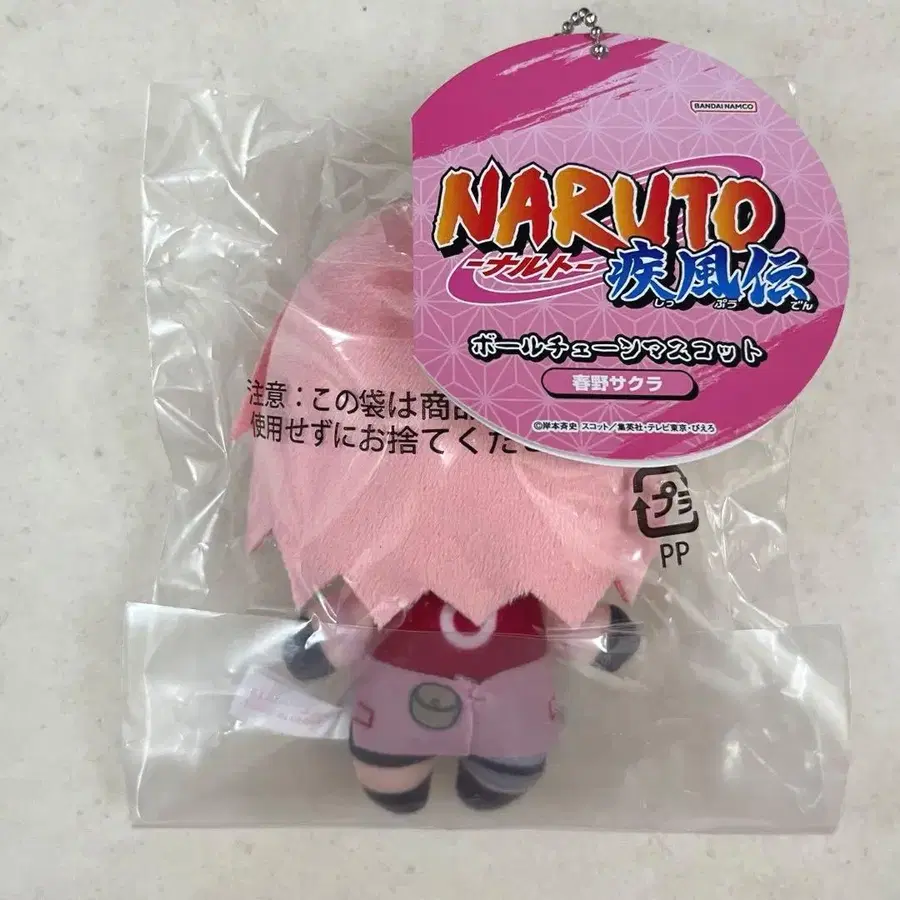 BANDAI NAMCO
NARUTO
-ナルト-
疾風伝
しっ ぷう でん
ボールチェーンマスコット
春野サクラ
©岸本斉史 スコット／集英社・テレビ東京・ぴえろ
注意：この袋は商
使用せずにお捨てくださ
プラ
PP